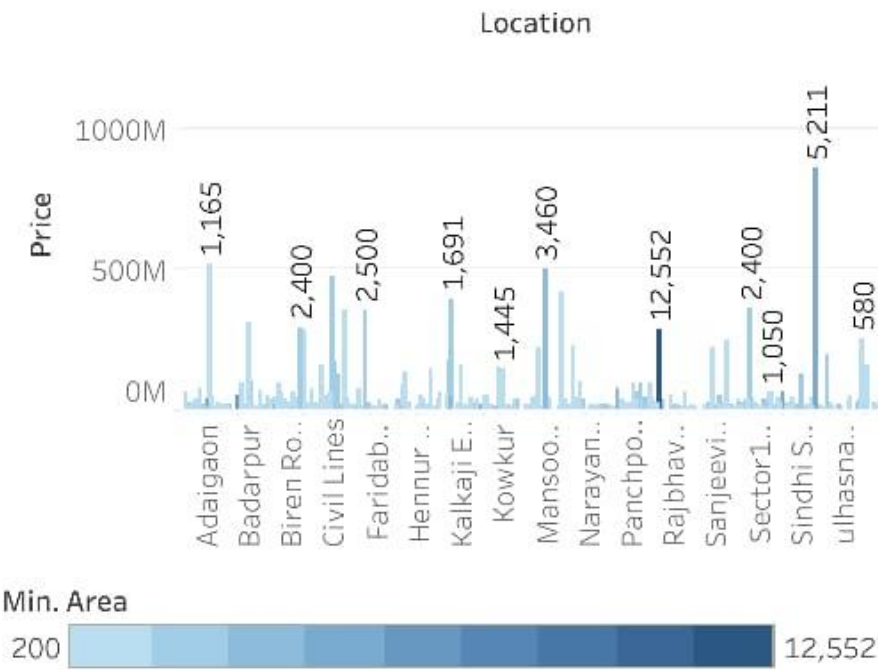 Location
Price
1000M
500M
0M
1,165
2,400
2,500
1,691
1,445
3,460
12,552
2,400
1,050
5,211
580
Adaigaon
Badarpur
Biren Ro..
Civil Lines
Faridab..
Hennur ..
Kalkaji E..
Kowkur
Mansoo..
Narayan..
Panchpo..
Rajbhav..
Sanjeevi..
Sector1..
Sindhi S..
ulhasna..
Min. Area
200
12,552